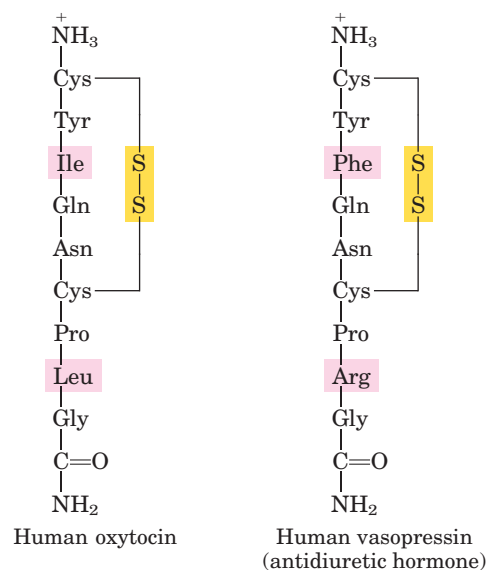 +
NH3
Cys
Tyr
Ile
S
Gln
S
Asn
Cys
Pro
Leu
Gly
C=O
NH2
Human oxytocin
+
NH3
Cys
Tyr
Phe
S
Gln
S
Asn
Cys
Pro
Arg
Gly
C=O
NH2
Human vasopressin
(antidiuretic hormone)